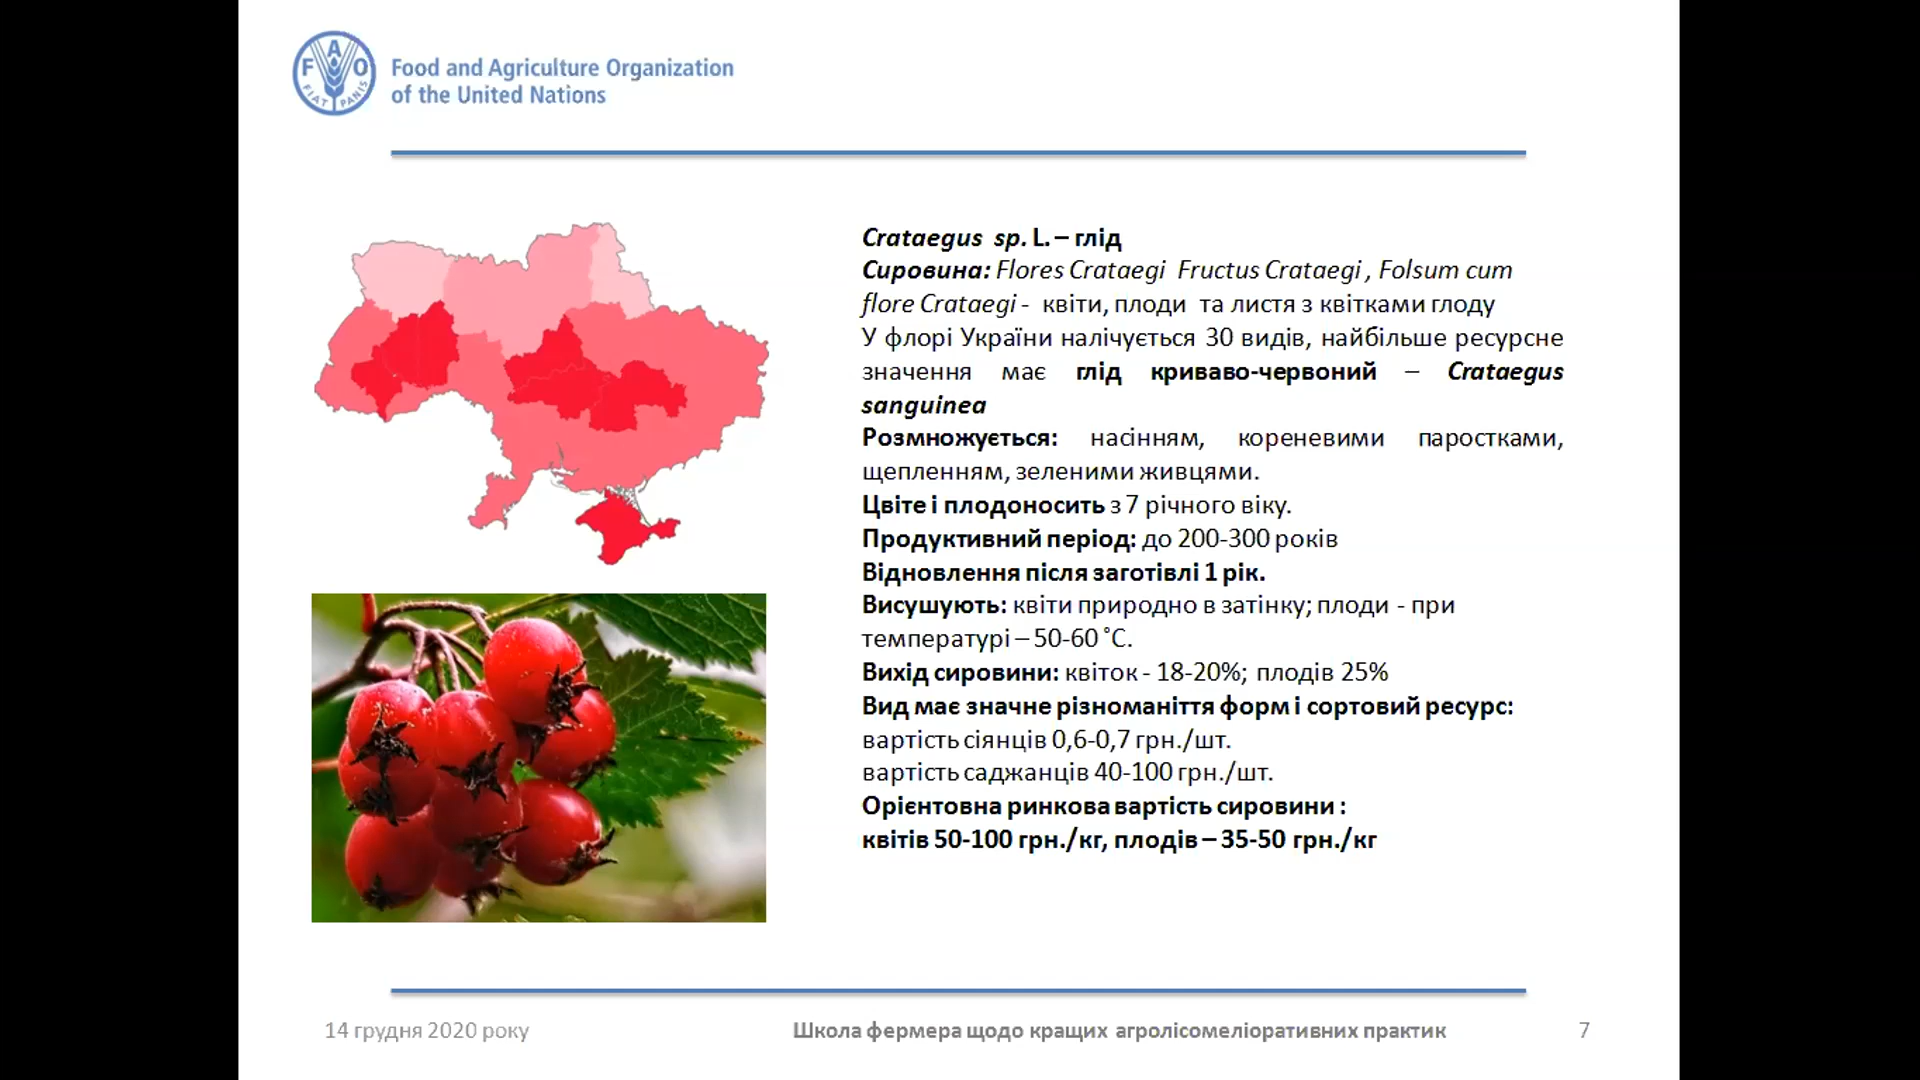 FAO
FIAT PANIS
Food and Agriculture Organization
of the United Nations
Crataegus sp. L. – глід
Сировина: Flores Crataegi Fructus Crataegi , Folsum cum
flore Crataegi - квіти, плоди та листя з квітками глоду
У флорі України налічується 30 видів, найбільше ресурсне
значення має глід криваво-червоний – Crataegus
sanguinea
Розмножується: насінням, кореневими паростками,
щепленням, зеленими живцями.
Цвіте і плодоносить з 7 річного віку.
Продуктивний період: до 200-300 років
Відновлення після заготівлі 1 рік.
Висушують: квіти природно в затінку; плоди - при
температурі – 50-60 ˚С.
Вихід сировини: квіток - 18-20%; плодів 25%
Вид має значне різноманіття форм і сортовий ресурс:
вартість сіянців 0,6-0,7 грн./шт.
вартість саджанців 40-100 грн./шт.
Орієнтовна ринкова вартість сировини :
квітів 50-100 грн./кг, плодів – 35-50 грн./кг
14 грудня 2020 року
Школа фермера щодо кращих агролісомеліоративних практик
7